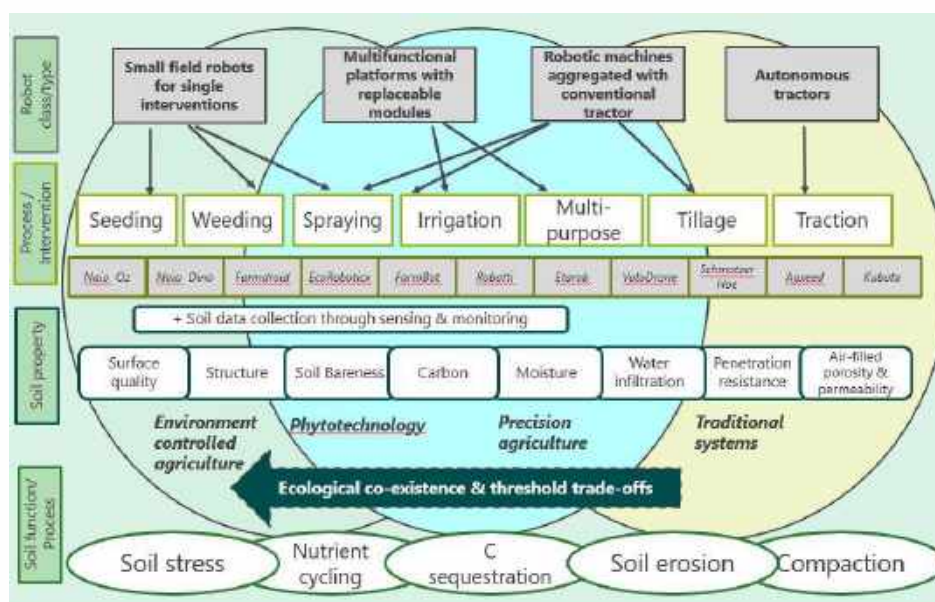 Robot
class/type
Small field robots
for single
interventions
Multifunctional
platforms with
replaceable
modules
Robotic machines
aggregated with
conventional
tractor
Autonomous
tractors
Process /
Intervention
Seeding
Weeding
Spraying
Irrigation
Multi-
purpose
Tillage
Traction
Naio Oz
Naio Dino
Farmdroid
EcoRobotix
FarmBot
Robotti
Etarob
VoloDrone
Schmotzer
Agweed
Kubota
Soil property
+ Soil data collection through sensing & monitoring
Surface
quality
Structure
Soil Bareness
Carbon
Moisture
Water
infiltration
Penetration
resistance
Air-filled
porosity &
permeability
Environment
controlled
agriculture
Phytotechnology
Precision
agriculture
Traditional
systems
Ecological co-existence & threshold trade-offs
Soil function/
Process
Soil stress
Nutrient
cycling
C
sequestration
Soil erosion
Compaction